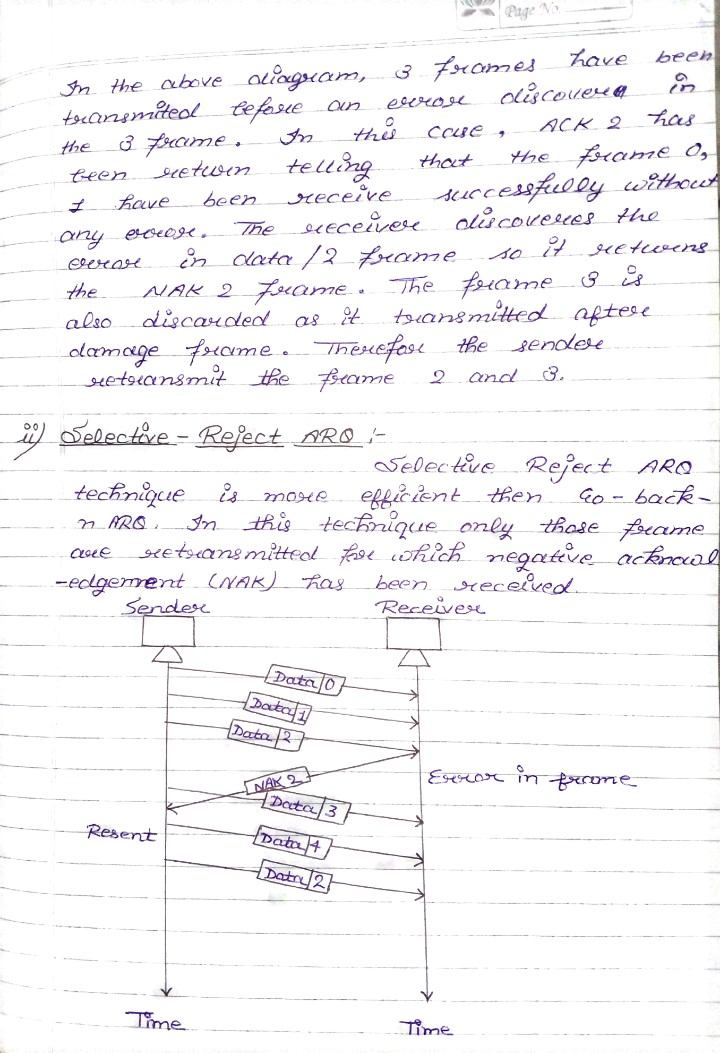 Page No.
In the above diagram, 3 frames have been
transmited before an error discovered in
the 3 frame. In this case, ACK 2 has
been return telling that the frame 0,
1 have been receive successfully without
any error. The receiver discoveres the
error in data/2 frame so it returns
the NAK 2 frame. The frame 3 is
also discarded as it transmitted after
damage frame. Therefor the sender
retransmit the frame 2 and 3.
ii) Selective - Reject ARQ :-
Selective Reject ARQ
technique is more efficient then Go-back-
n ARQ. In this technique only those frame
are retransmitted for which negative acknowl
-edgement (NAK) has been received.
Sender Receiver
Data/0
Data/1
Data/2
NAK 2 Error in frame
Data/3
Resent Data/4
Data/2
Time Time